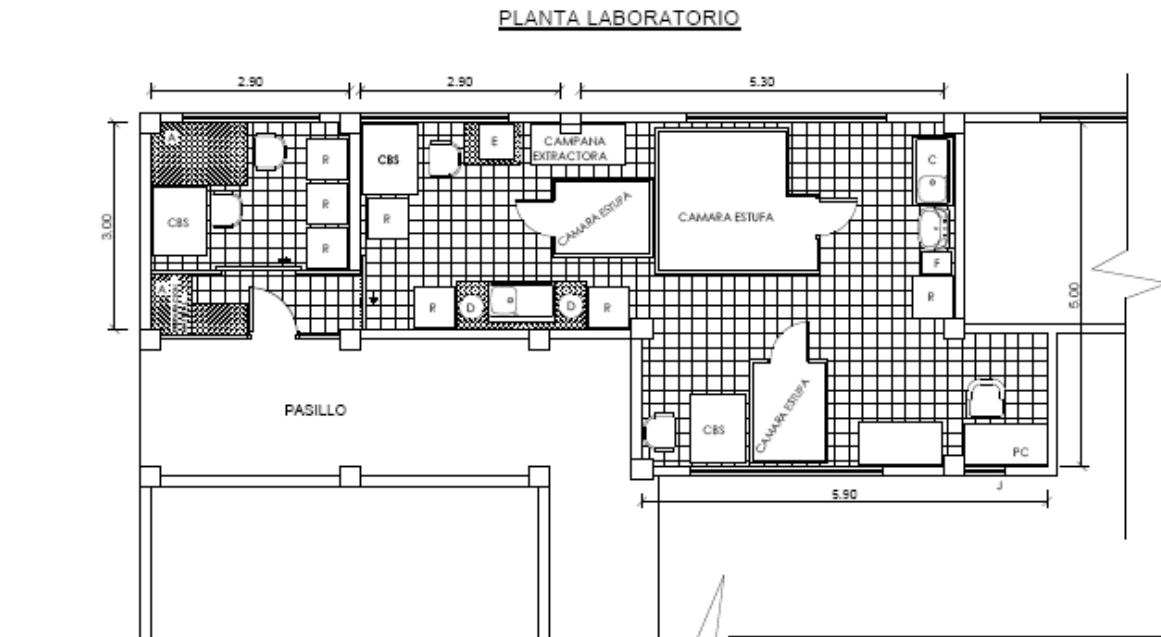 PLANTA LABORATORIO
2.90
2.90
5.30
A
R
CBS
E
CAMPANA
EXTRACTORA
C
R
CBS
R
CAMARA ESTUFA
CAMARA ESTUFA
3.00
R
F
A
R
D
D
R
R
5.00
PASILLO
CBS
CAMARA ESTUFA
PC
J
5.90